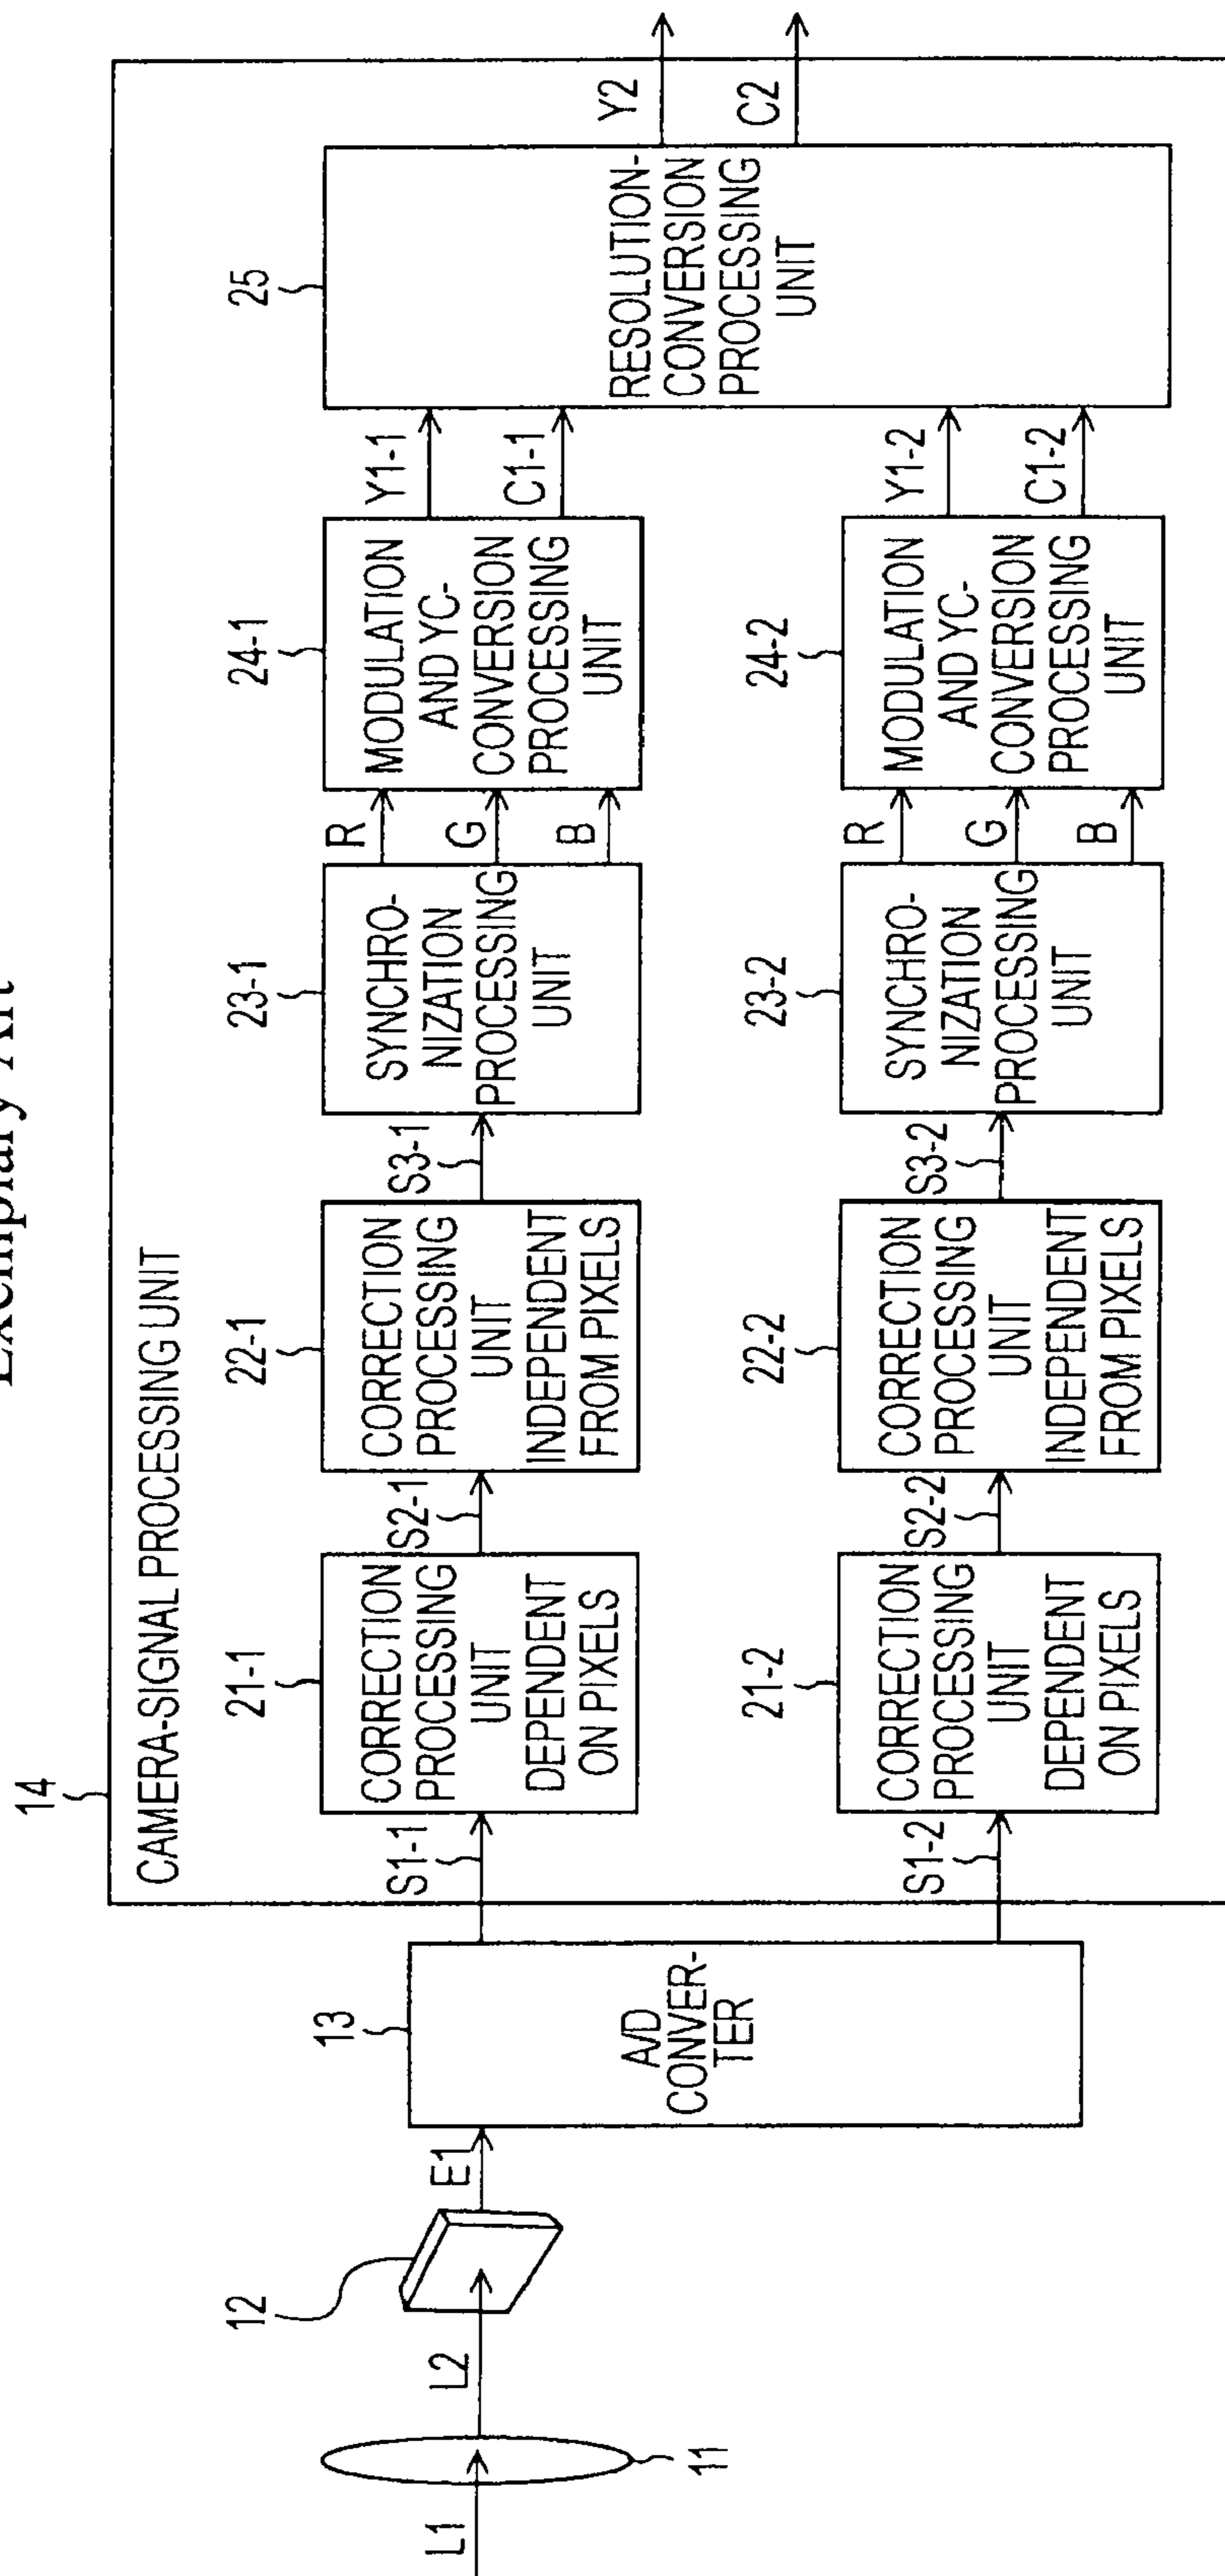 Exemplary Art
14
CAMERA-SIGNAL PROCESSING UNIT
L1
11
L2
12
E1
13
A/D
CONVER-
TER
S1-1
21-1
CORRECTION
PROCESSING
UNIT
DEPENDENT
ON PIXELS
S2-1
22-1
CORRECTION
PROCESSING
UNIT
INDEPENDENT
FROM PIXELS
S3-1
23-1
SYNCHRO-
NIZATION
PROCESSING
UNIT
R
G
B
24-1
MODULATION
AND YC-
CONVERSION
PROCESSING
UNIT
Y1-1
C1-1
25
RESOLUTION-
CONVERSION
PROCESSING
UNIT
Y2
C2
S1-2
21-2
CORRECTION
PROCESSING
UNIT
DEPENDENT
ON PIXELS
S2-2
22-2
CORRECTION
PROCESSING
UNIT
INDEPENDENT
FROM PIXELS
S3-2
23-2
SYNCHRO-
NIZATION
PROCESSING
UNIT
R
G
B
24-2
MODULATION
AND YC-
CONVERSION
PROCESSING
UNIT
Y1-2
C1-2